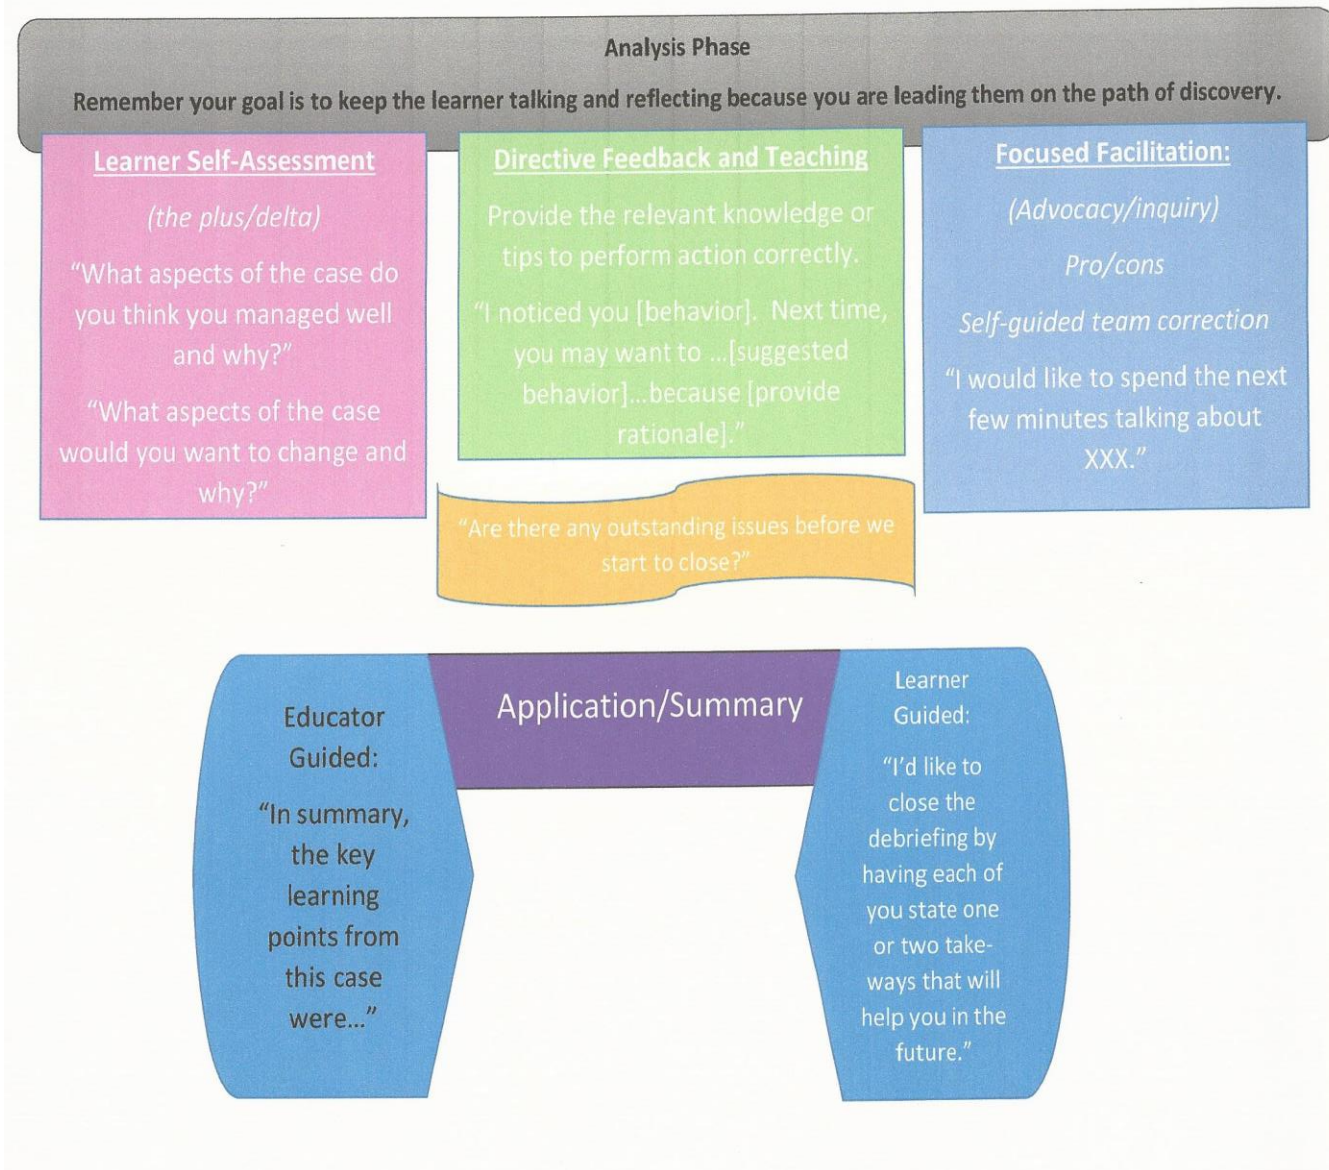 Analysis Phase
Remember your goal is to keep the learner talking and reflecting because you are leading them on the path of discovery.
Learner Self-Assessment
(the plus/delta)
“What aspects of the case do
you think you managed well
and why?”
“What aspects of the case
would you want to change and
why?”
Directive Feedback and Teaching
Provide the relevant knowledge or
tips to perform action correctly.
“I noticed you [behavior].  Next time,
you may want to ...[suggested
behavior]...because [provide
rationale].”
Focused Facilitation:
(Advocacy/inquiry)
Pro/cons
Self-guided team correction
“I would like to spend the next
few minutes talking about
XXX.”
“Are there any outstanding issues before we
start to close?”
Application/Summary
Educator
Guided:
“In summary,
the key
learning
points from
this case
were...”
Learner
Guided:
“I’d like to
close the
debriefing by
having each of
you state one
or two take-
ways that will
help you in the
future.”